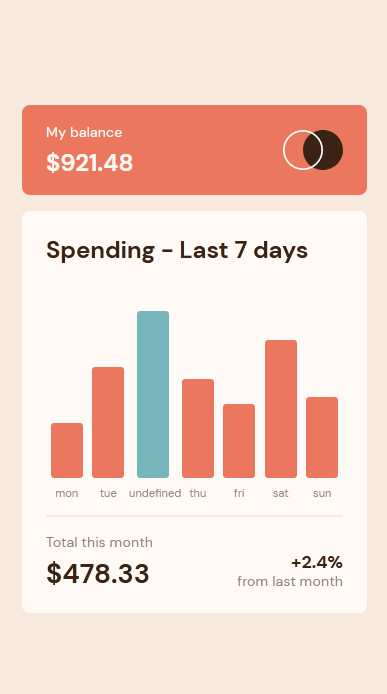 My balance
$921.48
Spending - Last 7 days
mon tue undefined thu fri sat sun
Total this month
$478.33
+2.4%
from last month